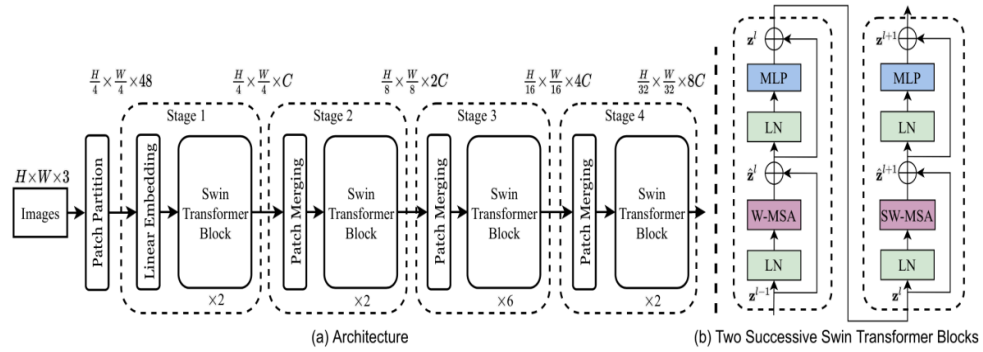 H/4 × W/4 × 48
H/4 × W/4 × C
H/8 × W/8 × 2C
H/16 × W/16 × 4C
H/32 × W/32 × 8C
Stage 1
Stage 2
Stage 3
Stage 4
H×W×3
Images
Patch Partition
Linear Embedding
Swin
Transformer
Block
×2
Patch Merging
Swin
Transformer
Block
×2
Patch Merging
Swin
Transformer
Block
×6
Patch Merging
Swin
Transformer
Block
×2
(a) Architecture
z^l
MLP
LN
ẑ^l
W-MSA
LN
z^{l-1}
z^{l+1}
MLP
LN
ẑ^{l+1}
SW-MSA
LN
z^l
(b) Two Successive Swin Transformer Blocks